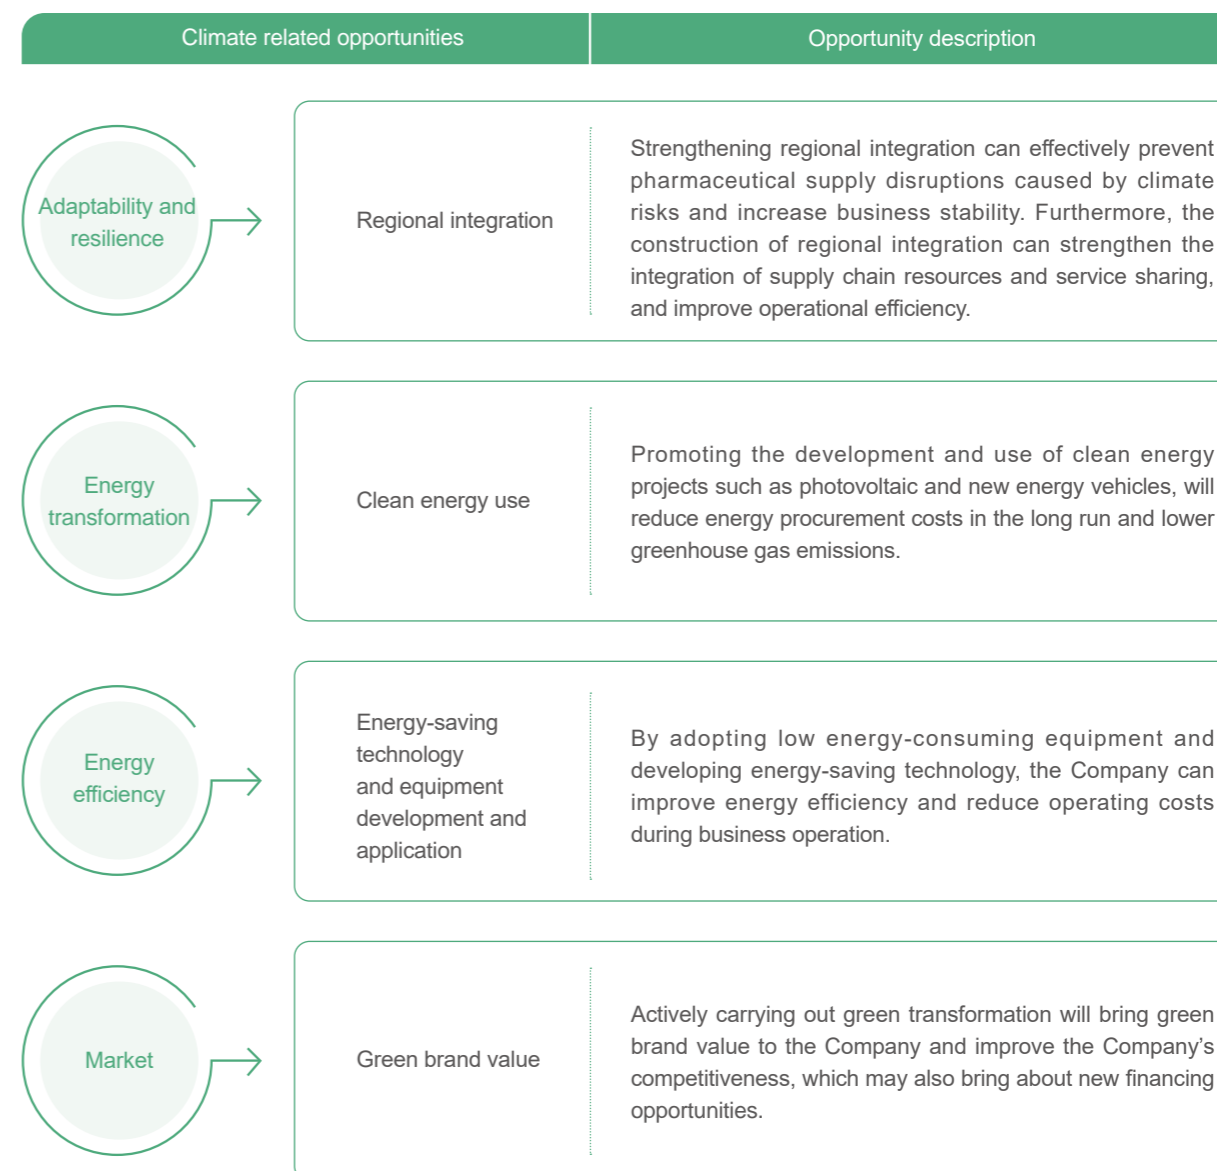 Climate related opportunities
Opportunity description
Adaptability and
resilience
Regional integration
Strengthening regional integration can effectively prevent
pharmaceutical supply disruptions caused by climate
risks and increase business stability. Furthermore, the
construction of regional integration can strengthen the
integration of supply chain resources and service sharing,
and improve operational efficiency.
Energy
transformation
Clean energy use
Promoting the development and use of clean energy
projects such as photovoltaic and new energy vehicles, will
reduce energy procurement costs in the long run and lower
greenhouse gas emissions.
Energy
efficiency
Energy-saving
technology
and equipment
development and
application
By adopting low energy-consuming equipment and
developing energy-saving technology, the Company can
improve energy efficiency and reduce operating costs
during business operation.
Market
Green brand value
Actively carrying out green transformation will bring green
brand value to the Company and improve the Company’s
competitiveness, which may also bring about new financing
opportunities.